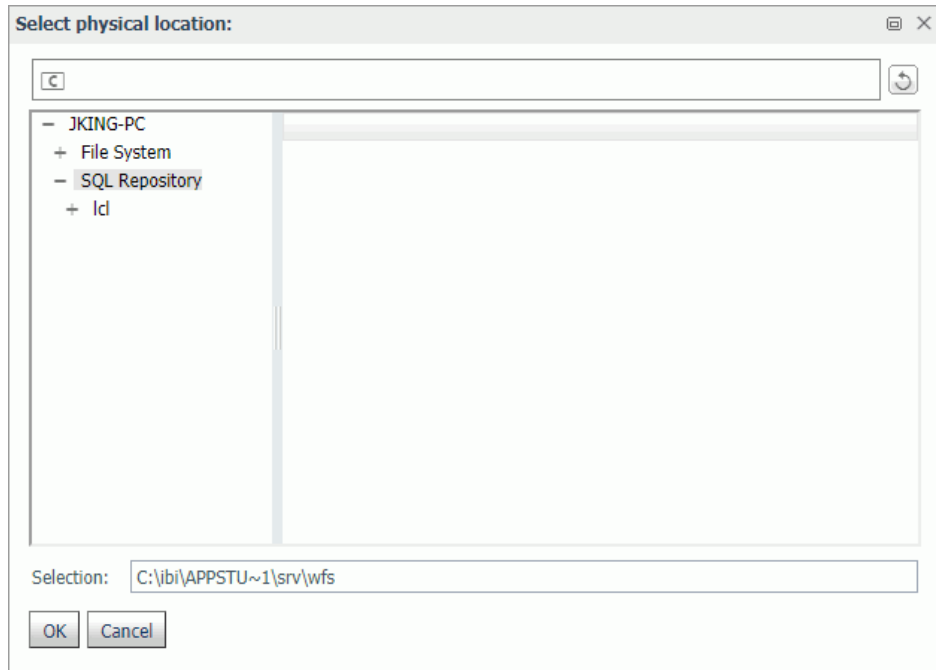 Select physical location:
C
JKING-PC
File System
SQL Repository
lcl
Selection: C:\ibi\APPSTU~1\srv\wfs
OK Cancel